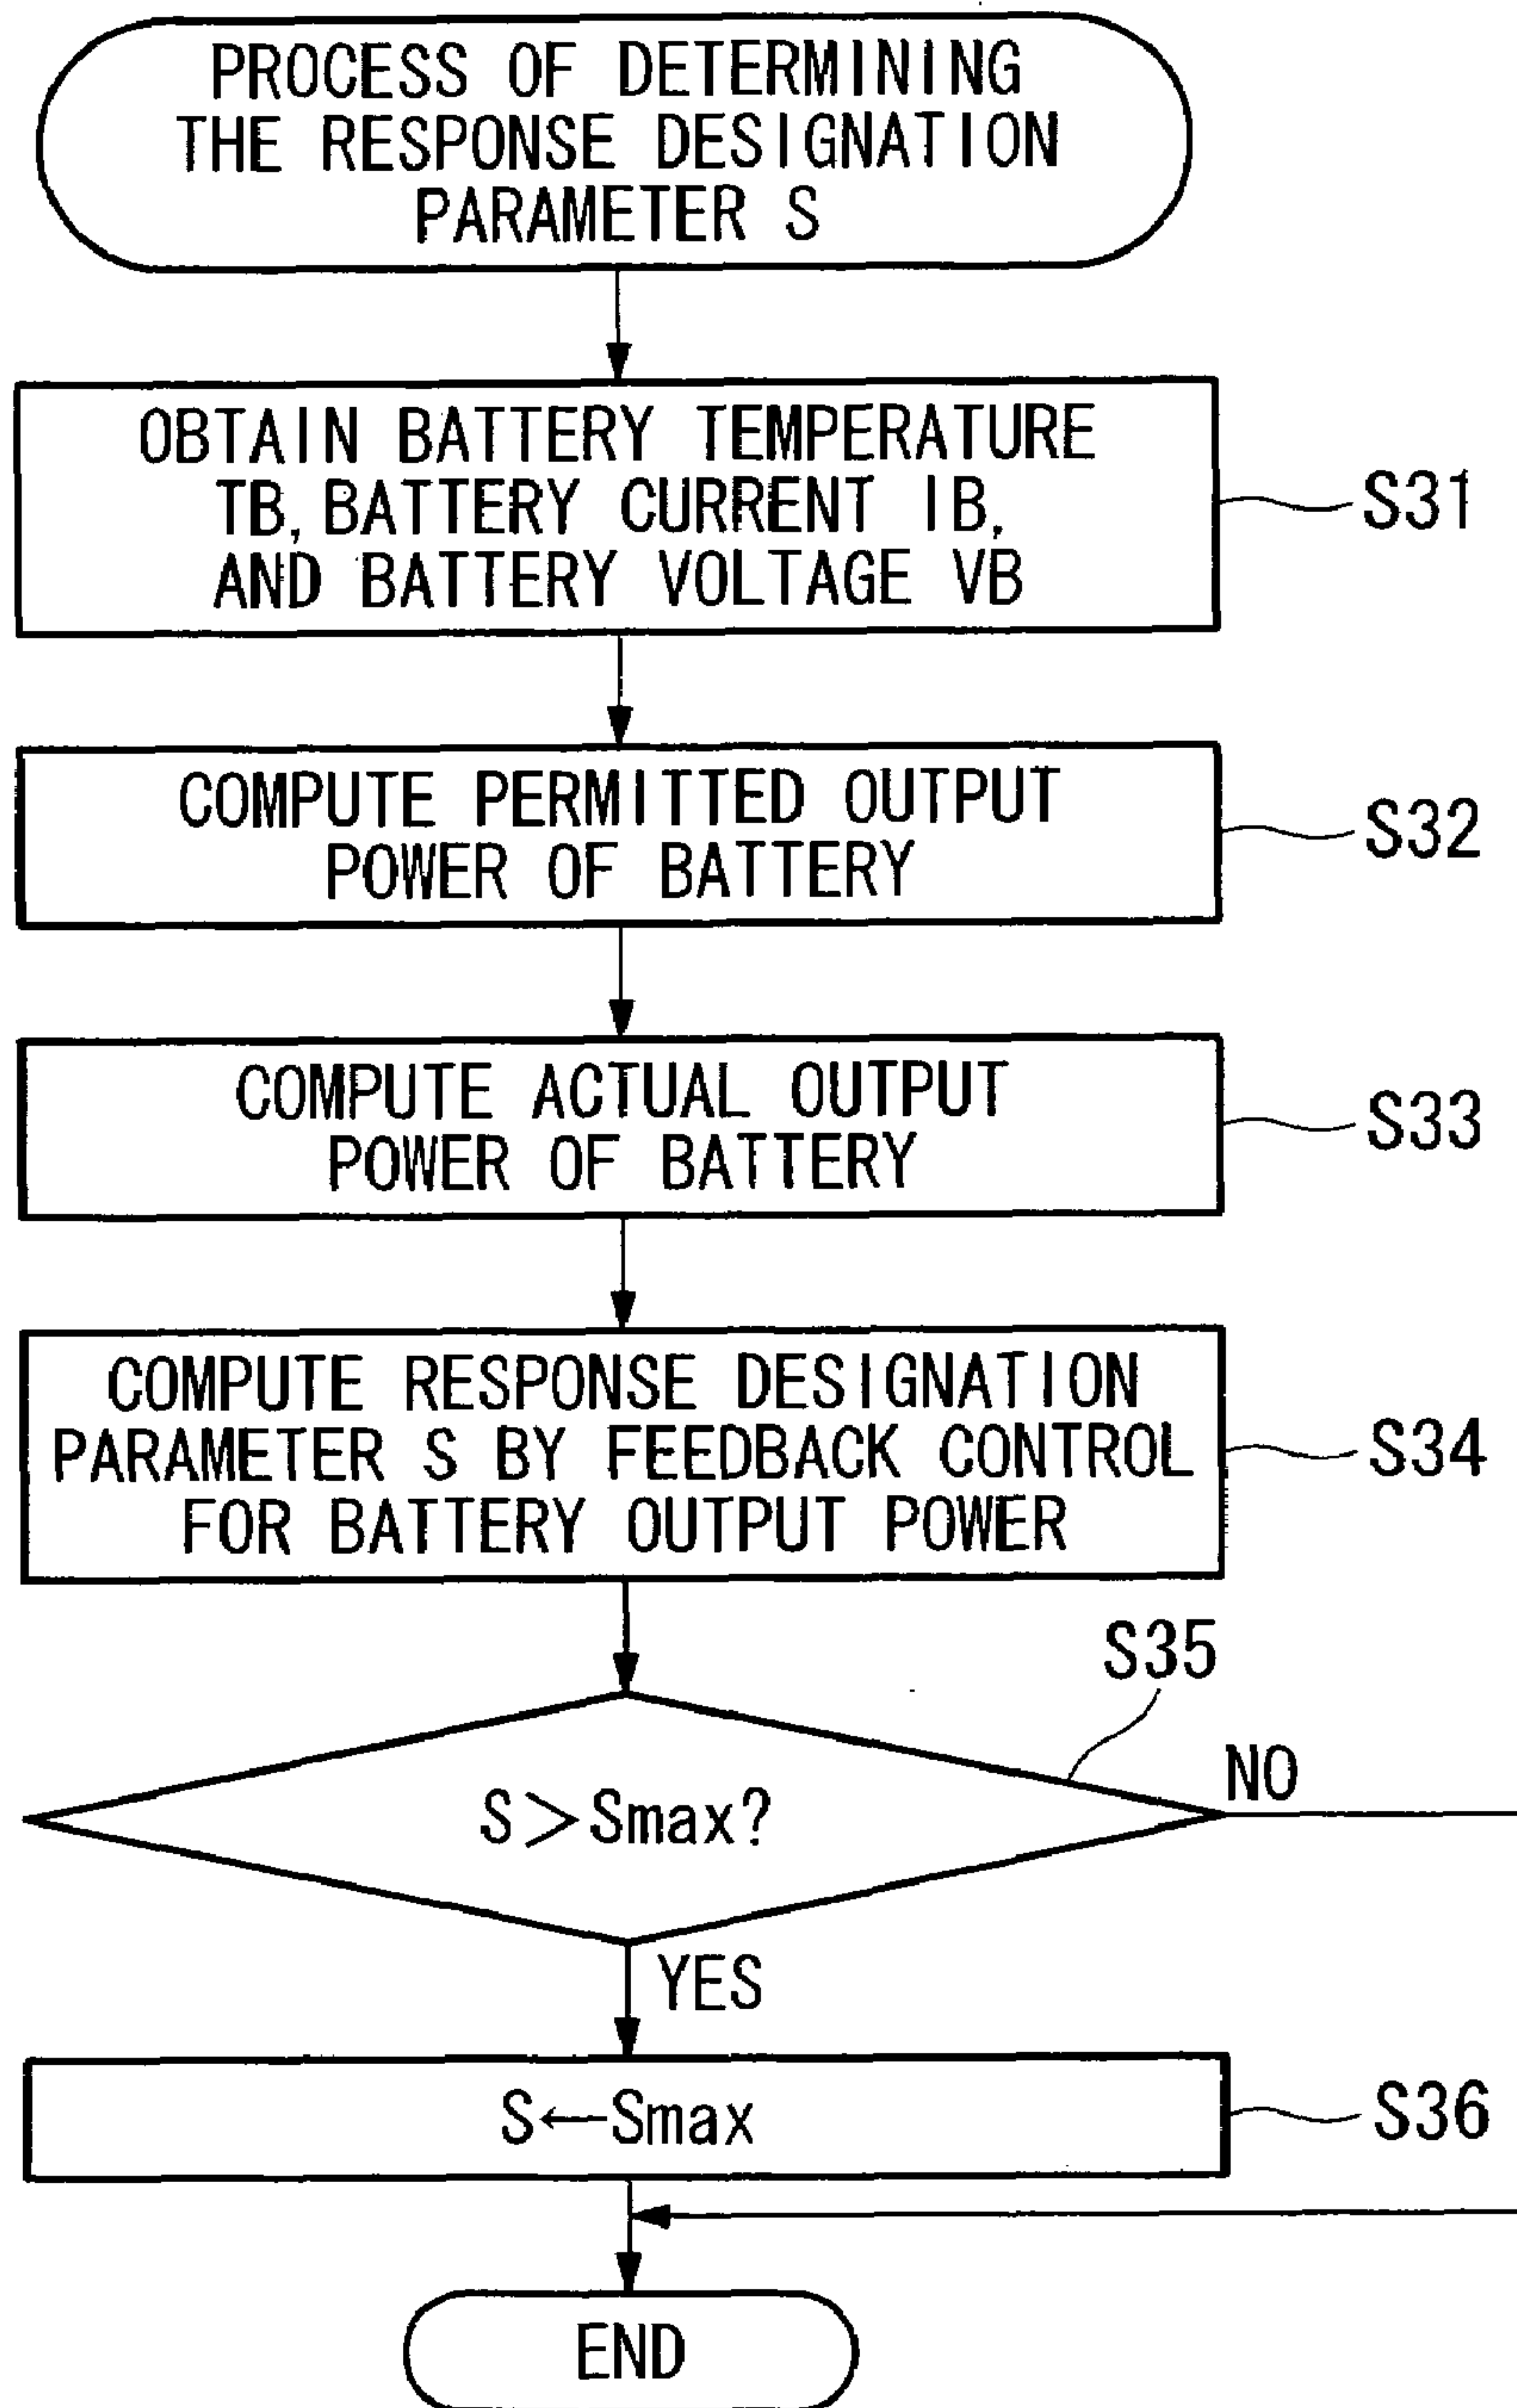 PROCESS OF DETERMINING
THE RESPONSE DESIGNATION
PARAMETER S
OBTAIN BATTERY TEMPERATURE
TB, BATTERY CURRENT IB,
AND BATTERY VOLTAGE VB
S31
COMPUTE PERMITTED OUTPUT
POWER OF BATTERY
S32
COMPUTE ACTUAL OUTPUT
POWER OF BATTERY
S33
COMPUTE RESPONSE DESIGNATION
PARAMETER S BY FEEDBACK CONTROL
FOR BATTERY OUTPUT POWER
S34
S35
S>Smax?
NO
YES
S←Smax
S36
END